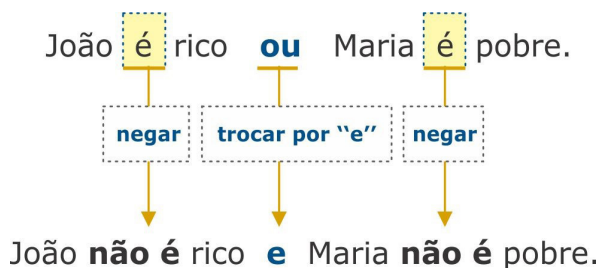 João é rico ou Maria é pobre.
negar trocar por “e” negar
João não é rico e Maria não é pobre.